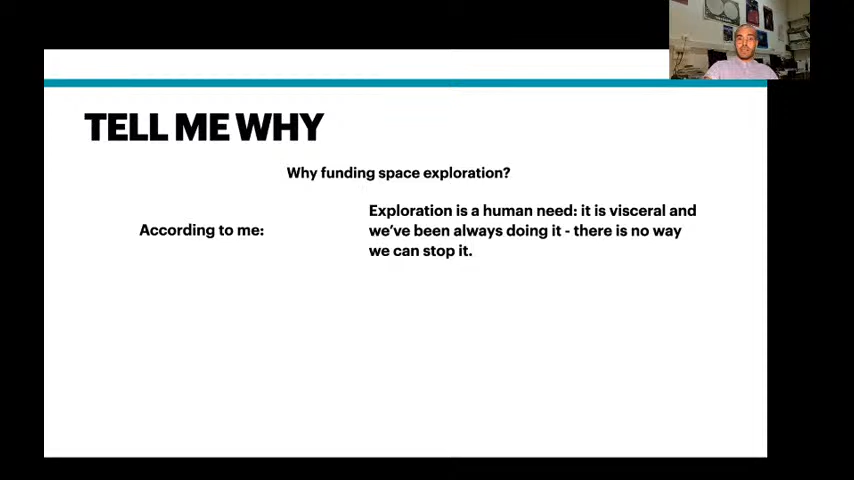 TELL ME WHY
Why funding space exploration?
According to me:
Exploration is a human need: it is visceral and
we've been always doing it - there is no way
we can stop it.